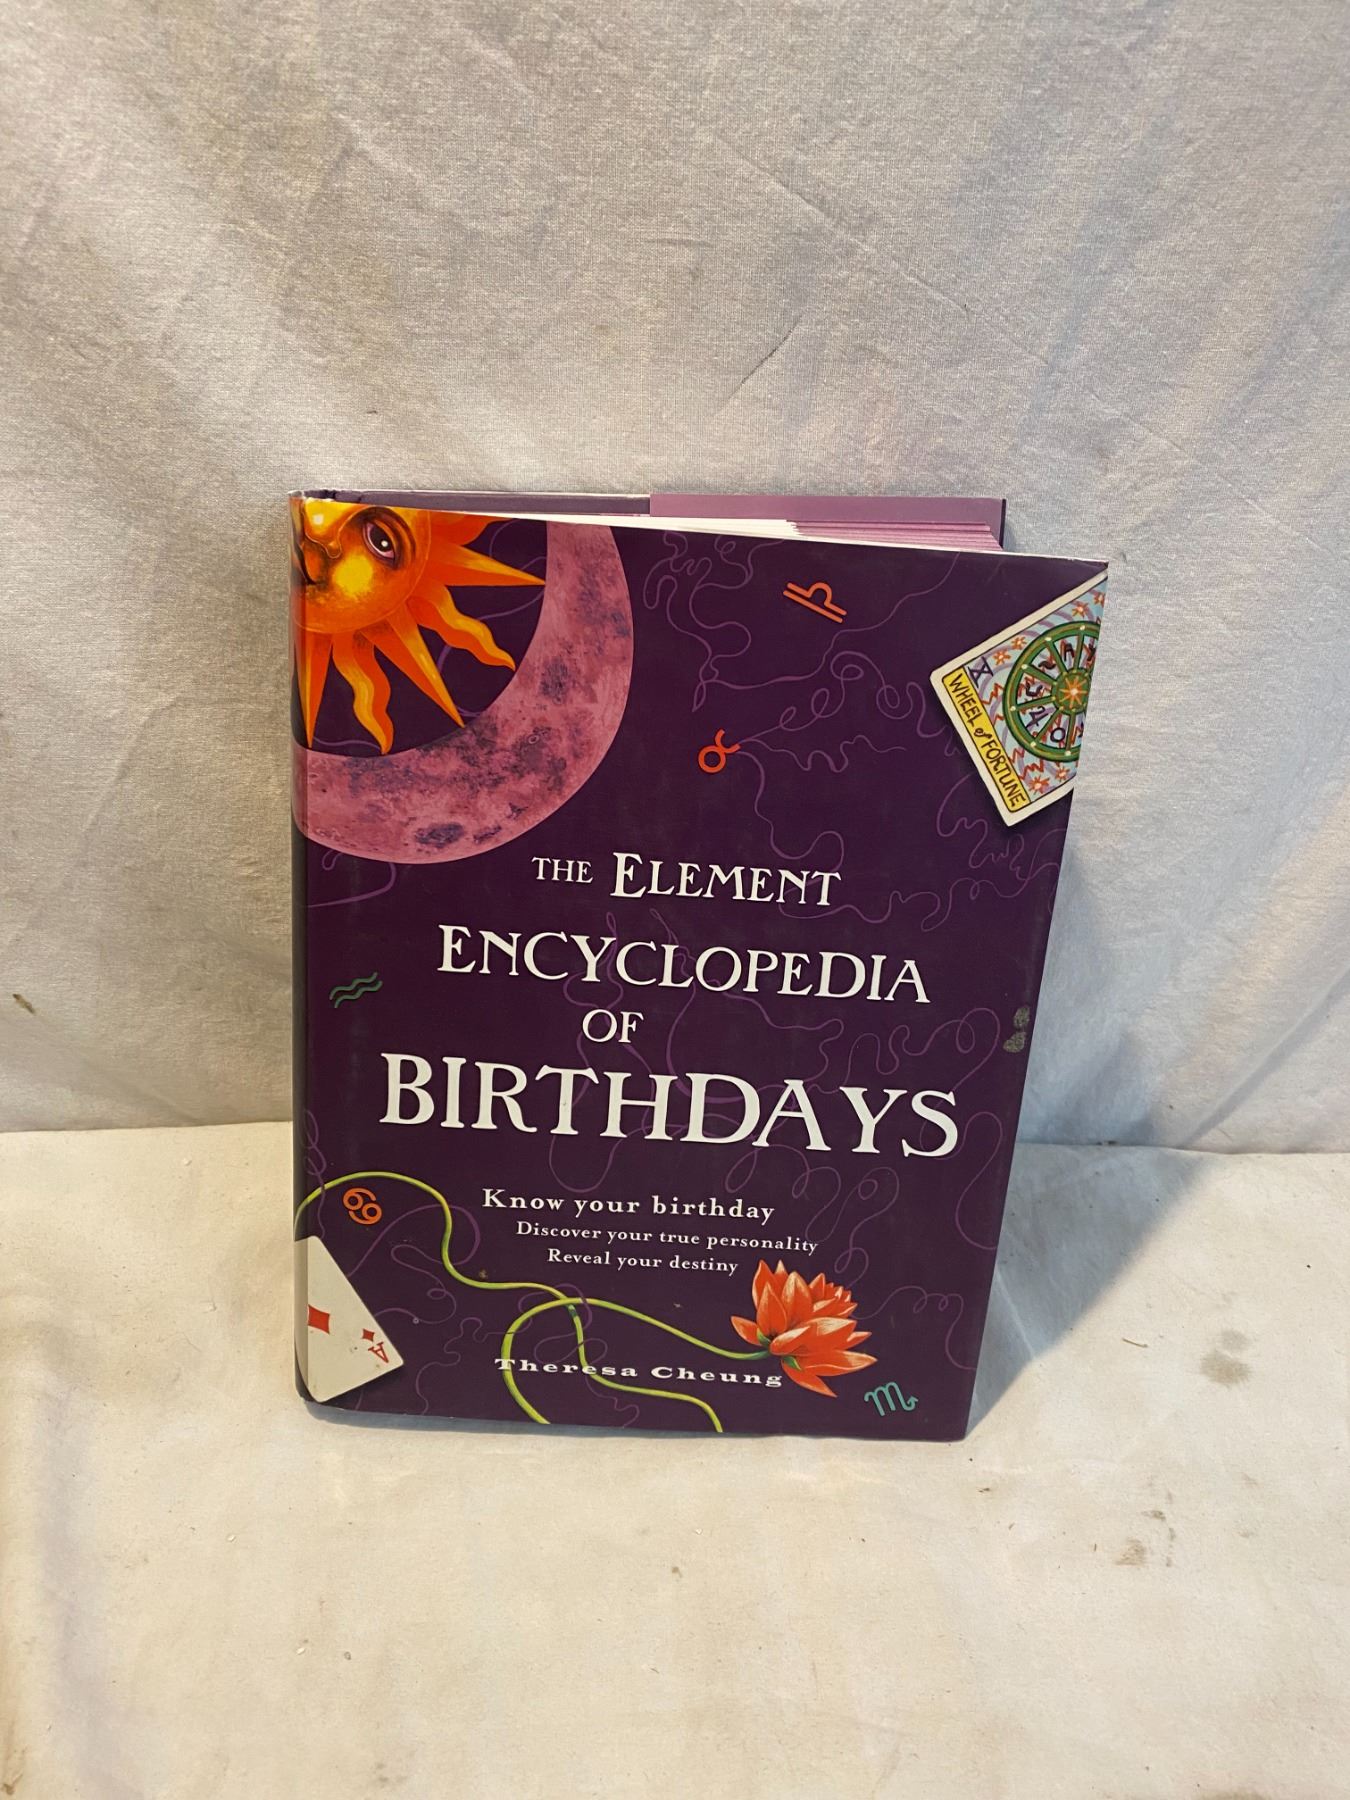 X
WHEEL of FORTUNE
THE ELEMENT
ENCYCLOPEDIA
OF
BIRTHDAYS
Know your birthday
Discover your true personality
Reveal your destiny
A
Theresa Cheung